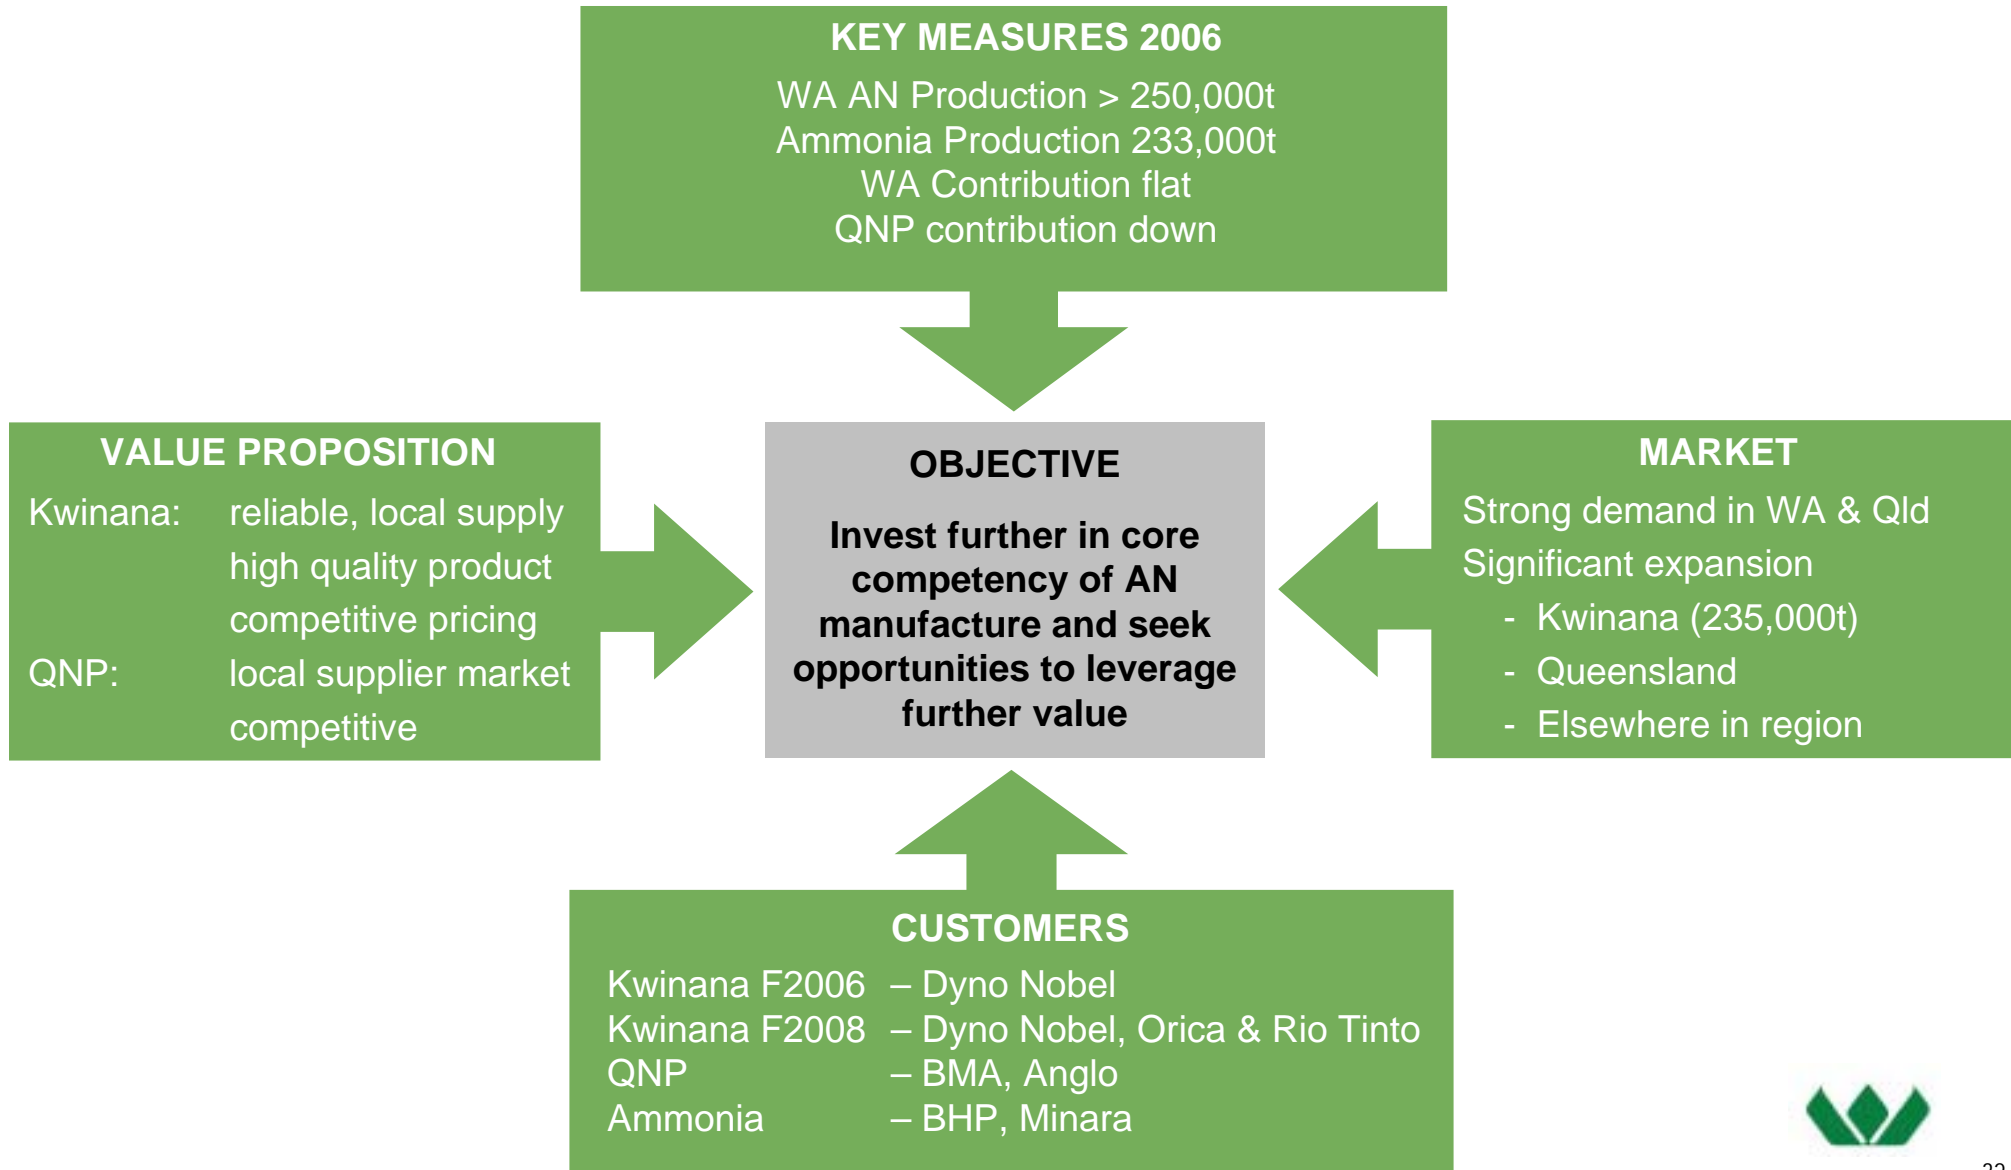 KEY MEASURES 2006
WA AN Production > 250,000t
Ammonia Production 233,000t
WA Contribution flat
QNP contribution down
VALUE PROPOSITION
Kwinana: reliable, local supply
high quality product
competitive pricing
QNP: local supplier market
competitive
OBJECTIVE
Invest further in core
competency of AN
manufacture and seek
opportunities to leverage
further value
MARKET
Strong demand in WA & Qld
Significant expansion
- Kwinana (235,000t)
- Queensland
- Elsewhere in region
CUSTOMERS
Kwinana F2006 – Dyno Nobel
Kwinana F2008 – Dyno Nobel, Orica & Rio Tinto
QNP – BMA, Anglo
Ammonia – BHP, Minara